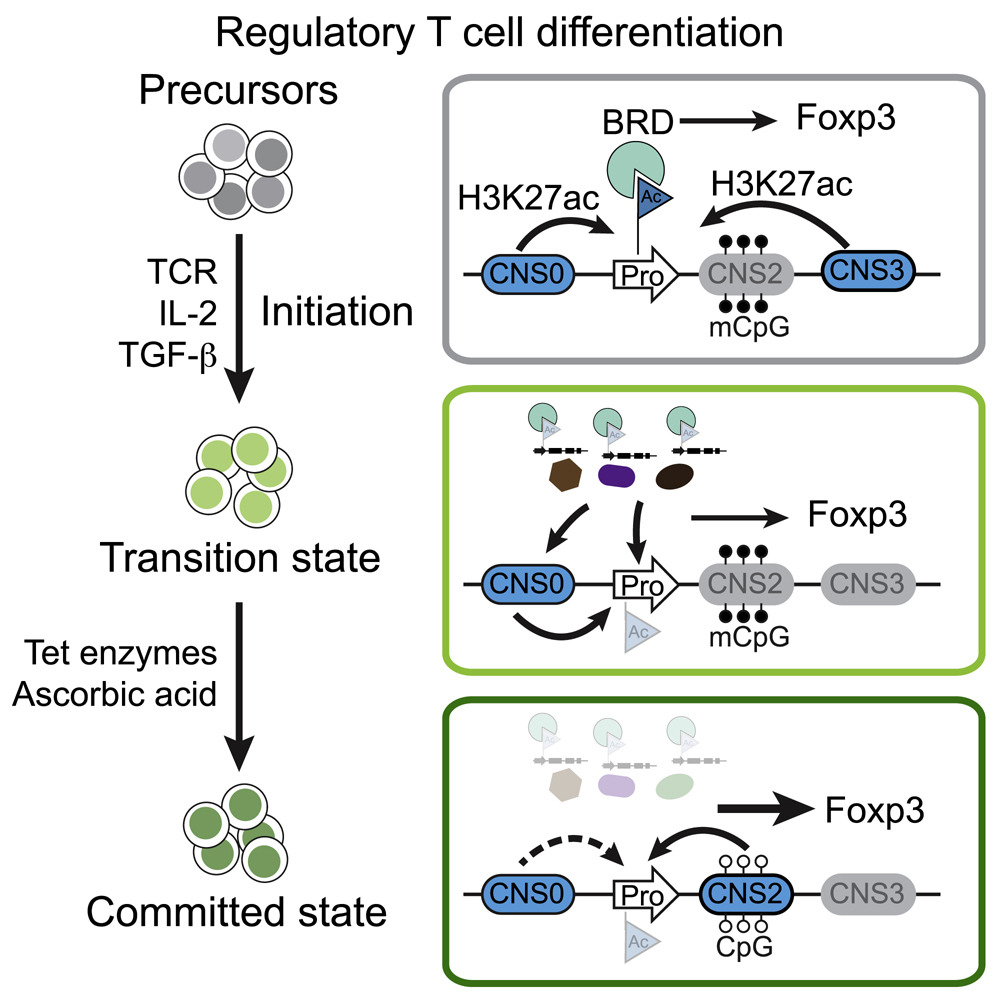 Regulatory T cell differentiation
Precursors
TCR
IL-2
TGF-β
Initiation
Transition state
Tet enzymes
Ascorbic acid
Committed state
BRD
Foxp3
Ac
H3K27ac
H3K27ac
CNS0
Pro
CNS2
CNS3
mCpG
Ac
Ac
Ac
Foxp3
CNS0
Pro
CNS2
CNS3
Ac
mCpG
Ac
Ac
Ac
Foxp3
CNS0
Pro
CNS2
CNS3
Ac
CpG